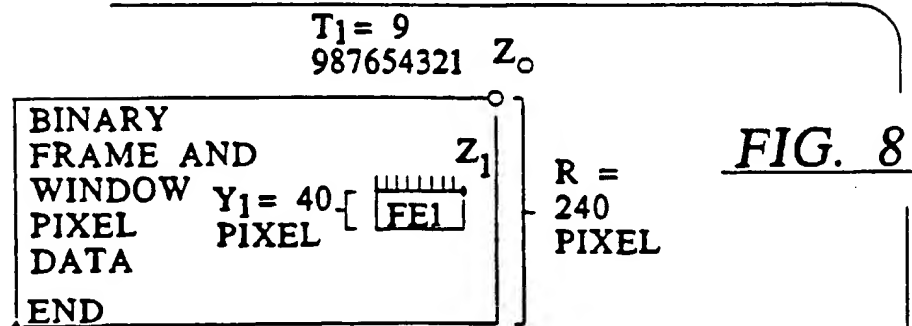 T1= 9
987654321 Zo
BINARY
FRAME AND
WINDOW
PIXEL
DATA
END
Z1
Y1= 40
PIXEL
FE1
R =
240
PIXEL
FIG. 8